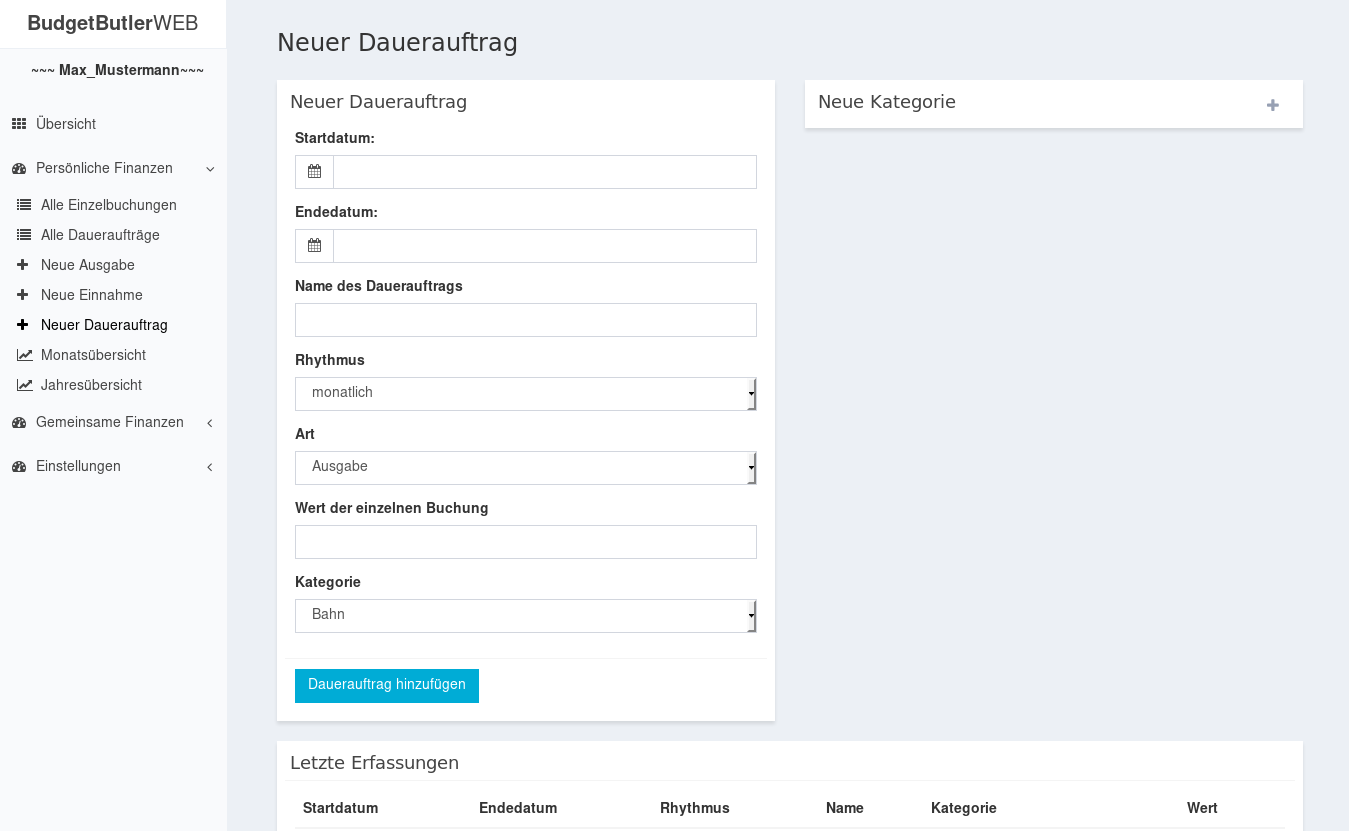 BudgetButlerWEB
~~~ Max_Mustermann~~~
Übersicht
Persönliche Finanzen
Alle Einzelbuchungen
Alle Daueraufträge
Neue Ausgabe
Neue Einnahme
Neuer Dauerauftrag
Monatsübersicht
Jahresübersicht
Gemeinsame Finanzen
Einstellungen
Neuer Dauerauftrag
Neuer Dauerauftrag
Startdatum:
Endedatum:
Name des Dauerauftrags
Rhythmus
monatlich
Art
Ausgabe
Wert der einzelnen Buchung
Kategorie
Bahn
Dauerauftrag hinzufügen
Neue Kategorie
Letzte Erfassungen
Startdatum Endedatum Rhythmus Name Kategorie Wert